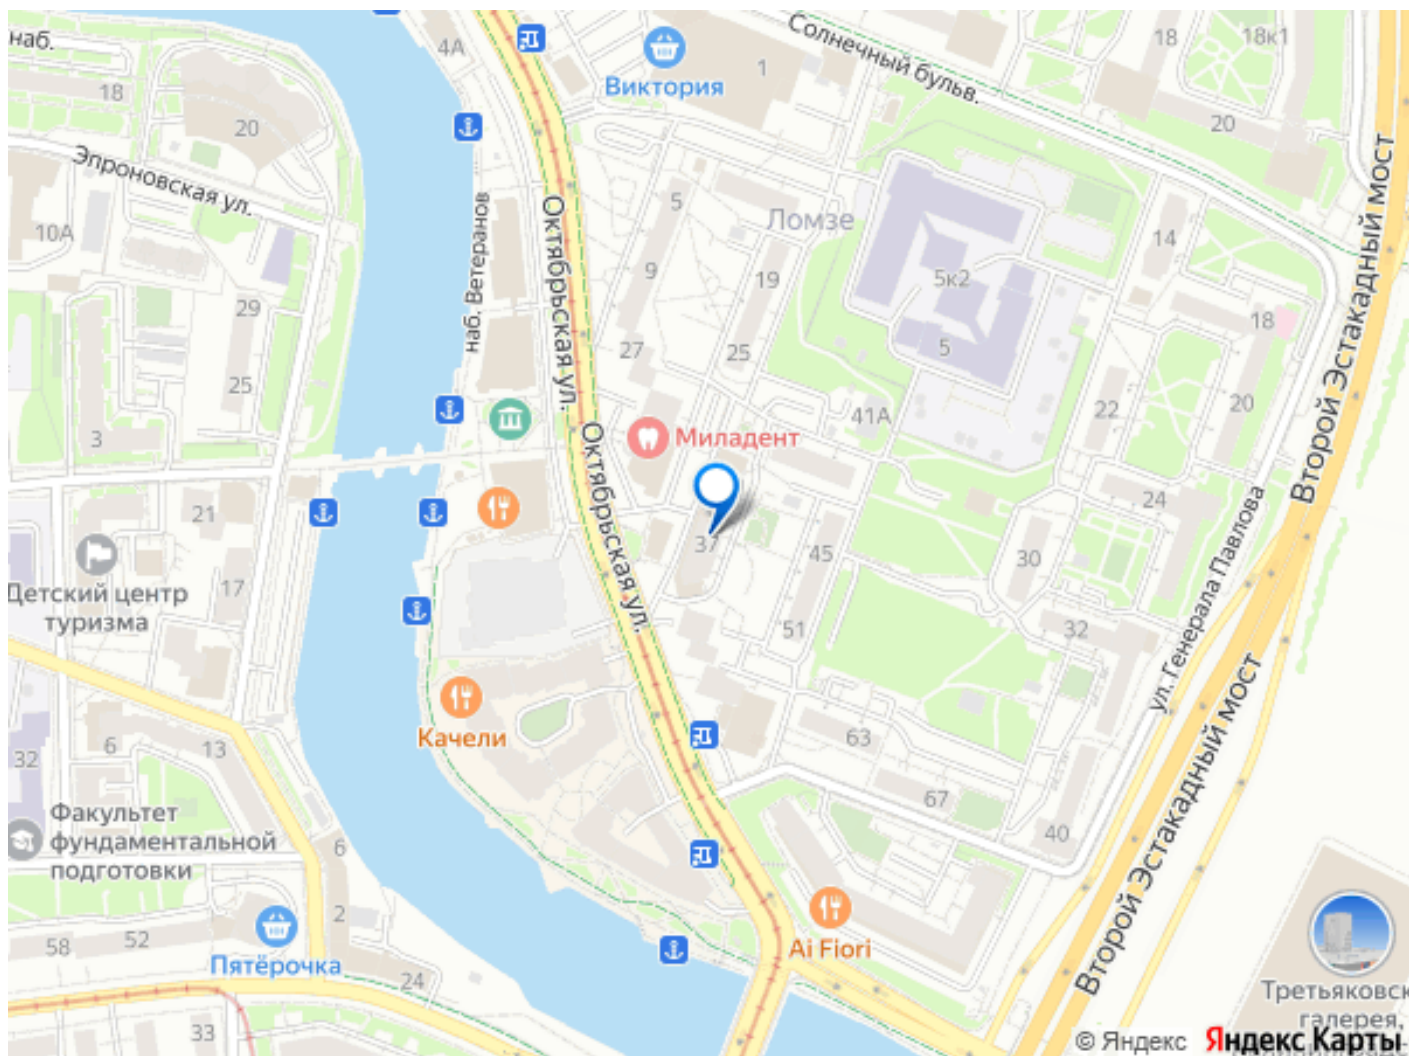 наб.
4А
18
18к1
Солнечный бульв.
Виктория
1
18
20
20
Эпроновская ул.
наб. Ветеранов
Октябрьская ул.
5
Ломзе
10А
14
9
19
5к2
29
18
27
25
5
25
20
22
41А
3
Миладент
Октябрьская ул.
Второй Эстакадный мост
21
24
37
45
30
ул. Генерала Павлова
17
Детский центр
туризма
51
32
Качели
63
6
13
32
Второй Эстакадный мост
67
40
Факультет
фундаментальной
подготовки
6
2
58
52
Пятёрочка
24
Ai Fiori
33
Третьяковск
галерея,
© Яндекс
Яндекс Карты